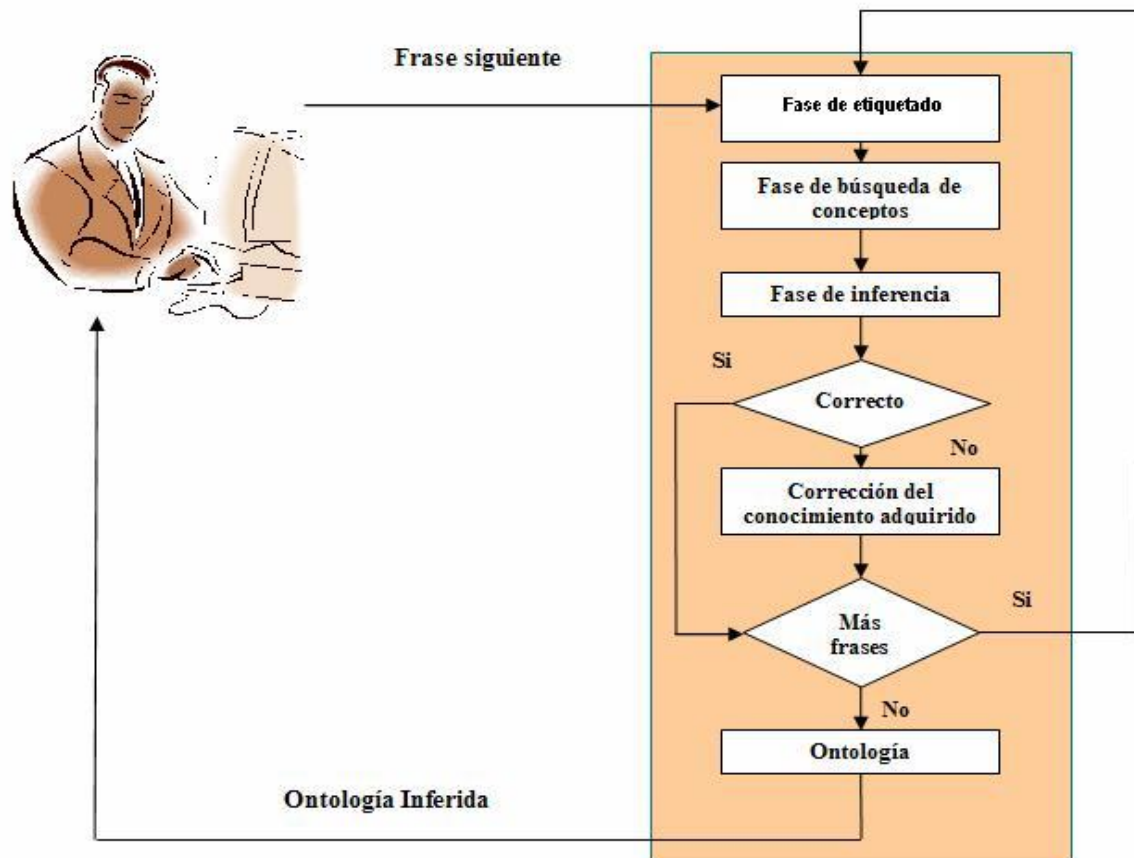 Frase siguiente
Fase de etiquetado
Fase de búsqueda de
conceptos
Fase de inferencia
Si
Correcto
No
Corrección del
conocimiento adquirido
Más
frases
Si
No
Ontología
Ontología Inferida